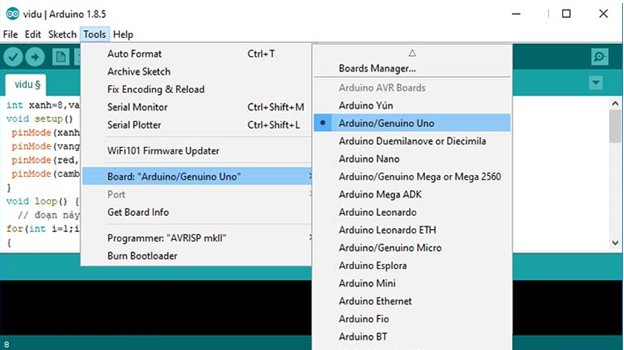 vidu | Arduino 1.8.5
File Edit Sketch Tools Help
vidu §
int xanh=8,va
void setup()
pinMode(xanh
pinMode(vang
pinMode(red,
pinMode(camb
}
void loop() {
// đoạn này
for(int i=1;i
{
8
Auto Format Ctrl+T
Archive Sketch
Fix Encoding & Reload
Serial Monitor Ctrl+Shift+M
Serial Plotter Ctrl+Shift+L
WiFi101 Firmware Updater
Board: "Arduino/Genuino Uno"
Port
Get Board Info
Programmer: "AVRISP mkII"
Burn Bootloader
Boards Manager...
Arduino AVR Boards
Arduino Yún
Arduino/Genuino Uno
Arduino Duemilanove or Diecimila
Arduino Nano
Arduino/Genuino Mega or Mega 2560
Arduino Mega ADK
Arduino Leonardo
Arduino Leonardo ETH
Arduino/Genuino Micro
Arduino Esplora
Arduino Mini
Arduino Ethernet
Arduino Fio
Arduino BT